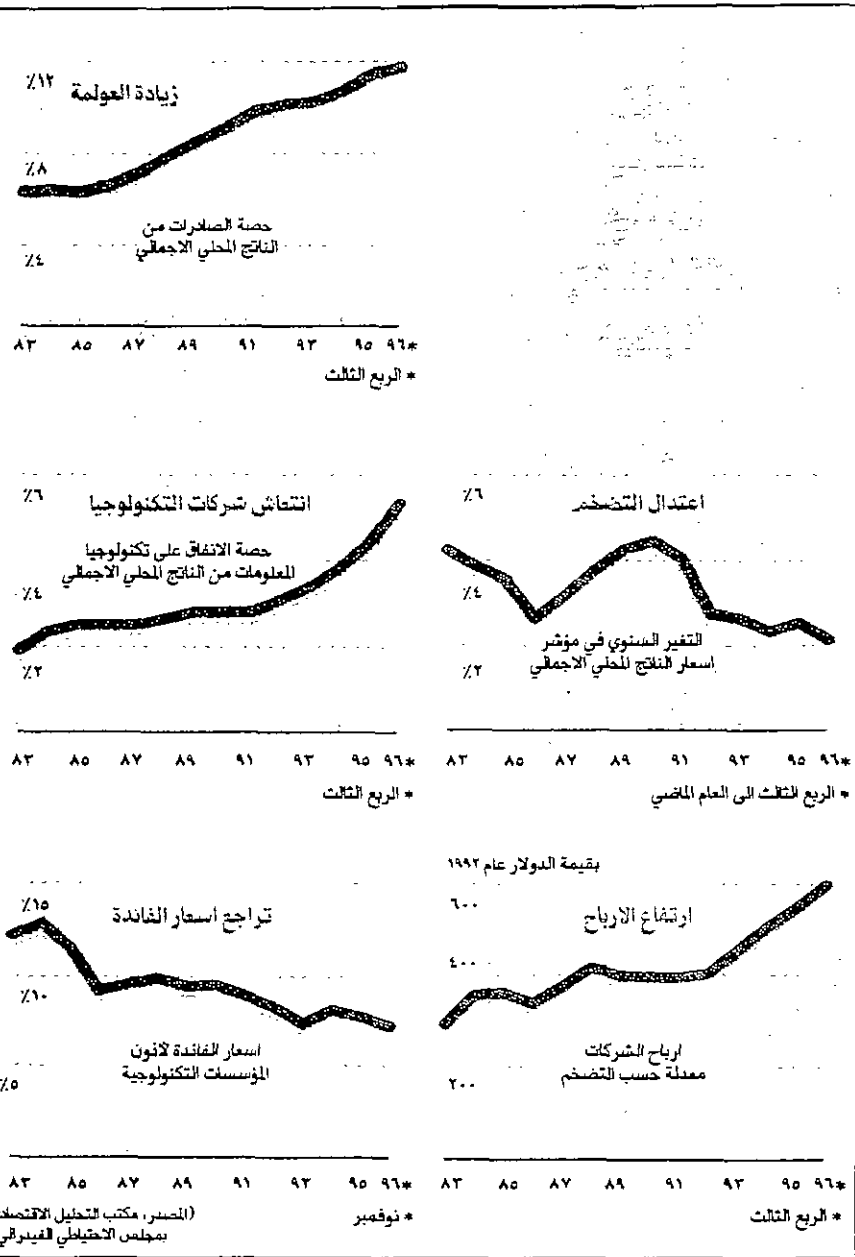 زيادة العولمة
٪١٢
٪٨
٪٤
حصة الصادرات من
الناتج المحلي الاجمالي
٨٣ ٨٥ ٨٧ ٨٩ ٩١ ٩٣ ٩٥ ٩٦*
* الربع الثالث
اعتدال التضخم
٪٦
٪٤
٪٢
التغير السنوي في مؤشر
اسعار الناتج المحلي الاجمالي
٨٣ ٨٥ ٨٧ ٨٩ ٩١ ٩٣ ٩٥ ٩٦*
* الربع الثالث الى العام الماضي
انتعاش شركات التكنولوجيا
٪٦
٪٤
٪٢
حصة الانفاق على تكنولوجيا
المعلومات من الناتج المحلي الاجمالي
٨٣ ٨٥ ٨٧ ٨٩ ٩١ ٩٣ ٩٥ ٩٦*
* الربع الثالث
بقيمة الدولار عام ١٩٩٢
ارتفاع الارباح
٦٠٠
٤٠٠
٢٠٠
ارباح الشركات
معدلة حسب التضخم
٨٣ ٨٥ ٨٧ ٨٩ ٩١ ٩٣ ٩٥ ٩٦*
* الربع الثالث
تراجع اسعار الفائدة
٪١٥
٪١٠
٪٥
اسعار الفائدة لاذون
المؤسسات التكنولوجية
٨٣ ٨٥ ٨٧ ٨٩ ٩١ ٩٣ ٩٥ ٩٦*
* نوفمبر
(المصدر، مكتب التحليل الاقتصاد
بمجلس الاحتياطي الفيدرالي